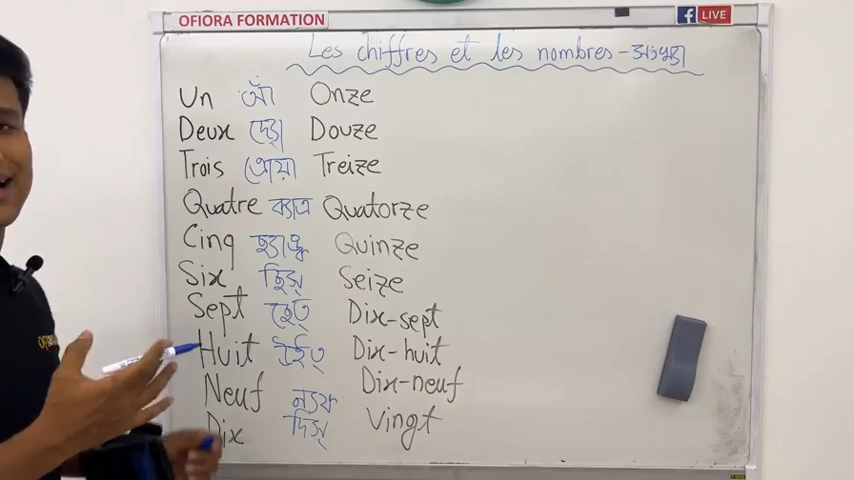 OFIORA FORMATION
LIVE
Les chiffres et les nombres - সংখ্যা
Un আঁ Onze
Deux দ্যো Douze
Trois ত্রোয়া Treize
Quatre ক্যাত্র Quatorze
Cinq ছ্যাঙ্ক Quinze
Six ছিস্ Seize
Sept ছেত্ Dix-sept
Huit উইত্ Dix-huit
Neuf নওফ Dix-neuf
Dix দিস্ Vingt